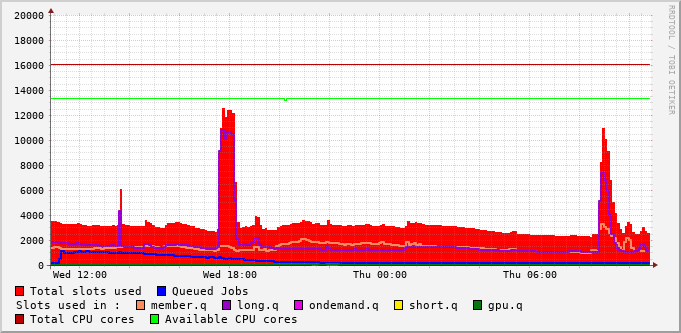 RRDTOOL / TOBI OETIKER
20000
18000
16000
14000
12000
10000
8000
6000
4000
2000
0
Wed 12:00 Wed 18:00 Thu 00:00 Thu 06:00
Total slots used Queued Jobs
Slots used in : member.q long.q ondemand.q short.q gpu.q
Total CPU cores Available CPU cores